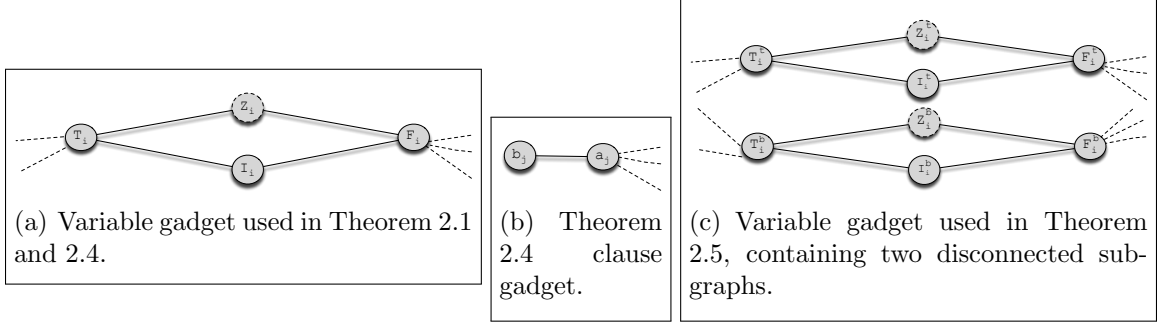 Z_i
T_i
F_i
I_i
(a) Variable gadget used in Theorem 2.1
and 2.4.
b_j
a_j
(b) Theorem
2.4 clause
gadget.
Z_i^t
T_i^t
F_i^t
I_i^t
Z_i^s
T_i^b
F_i^b
I_i^b
(c) Variable gadget used in Theorem
2.5, containing two disconnected sub-
graphs.